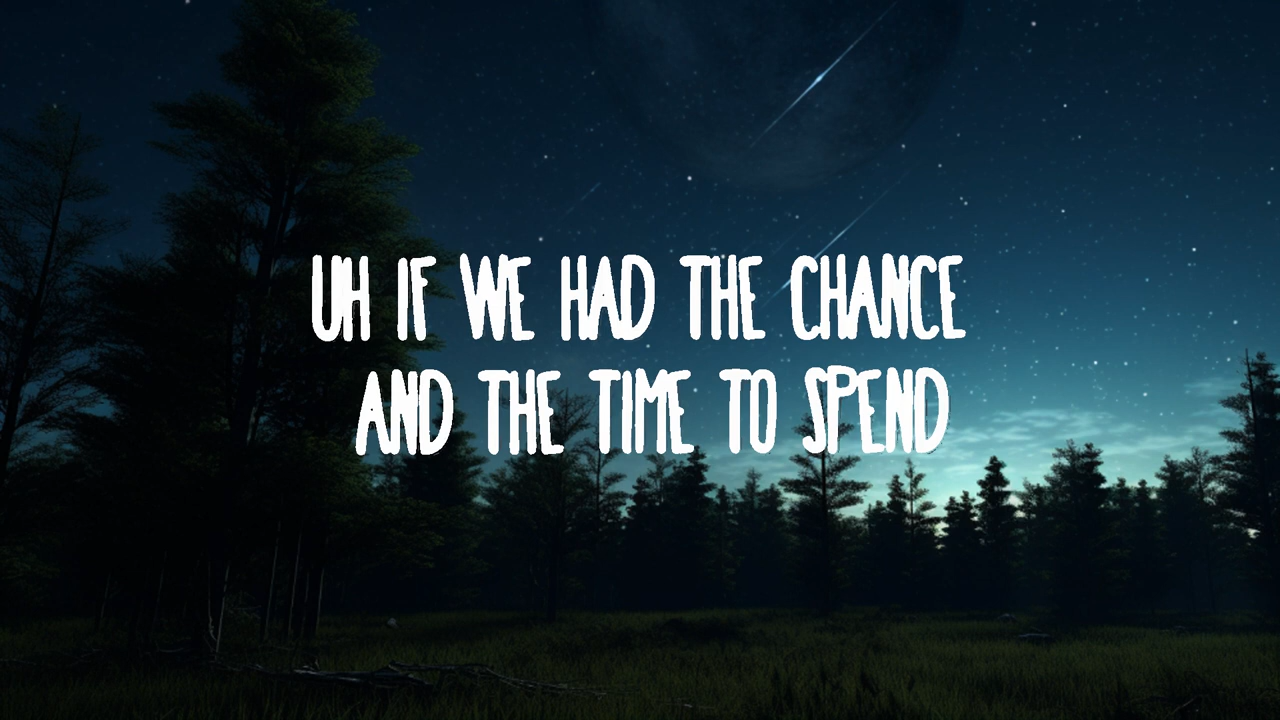 UH IF WE HAD THE CHANCE
AND THE TIME TO SPEND